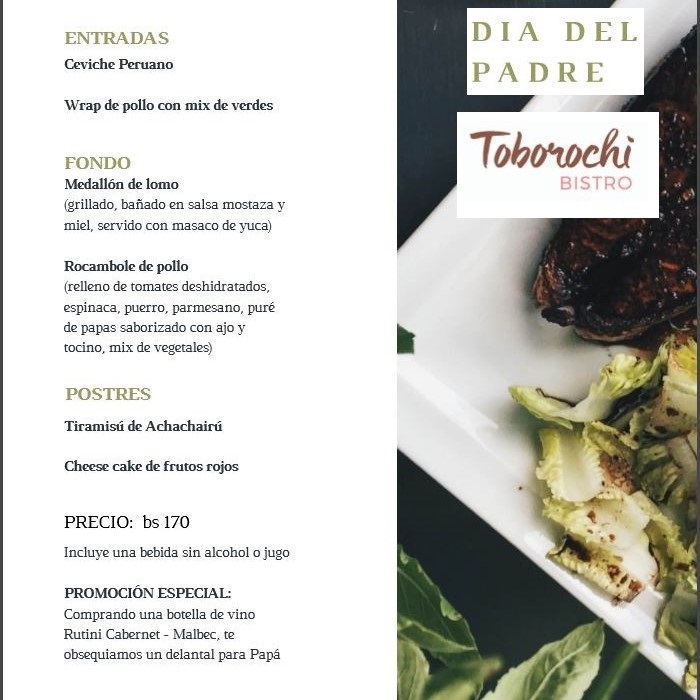 ENTRADAS
Ceviche Peruano
Wrap de pollo con mix de verdes
FONDO
Medallón de lomo
(grillado, bañado en salsa mostaza y
miel, servido con masaco de yuca)
Rocambole de pollo
(relleno de tomates deshidratados,
espinaca, puerro, parmesano, puré
de papas saborizado con ajo y
tocino, mix de vegetales)
POSTRES
Tiramisú de Achachairú
Cheese cake de frutos rojos
PRECIO: bs 170
Incluye una bebida sin alcohol o jugo
PROMOCIÓN ESPECIAL:
Comprando una botella de vino
Rutini Cabernet - Malbec, te
obsequiamos un delantal para Papá
DIA DEL
PADRE
Toborochi
BISTRO